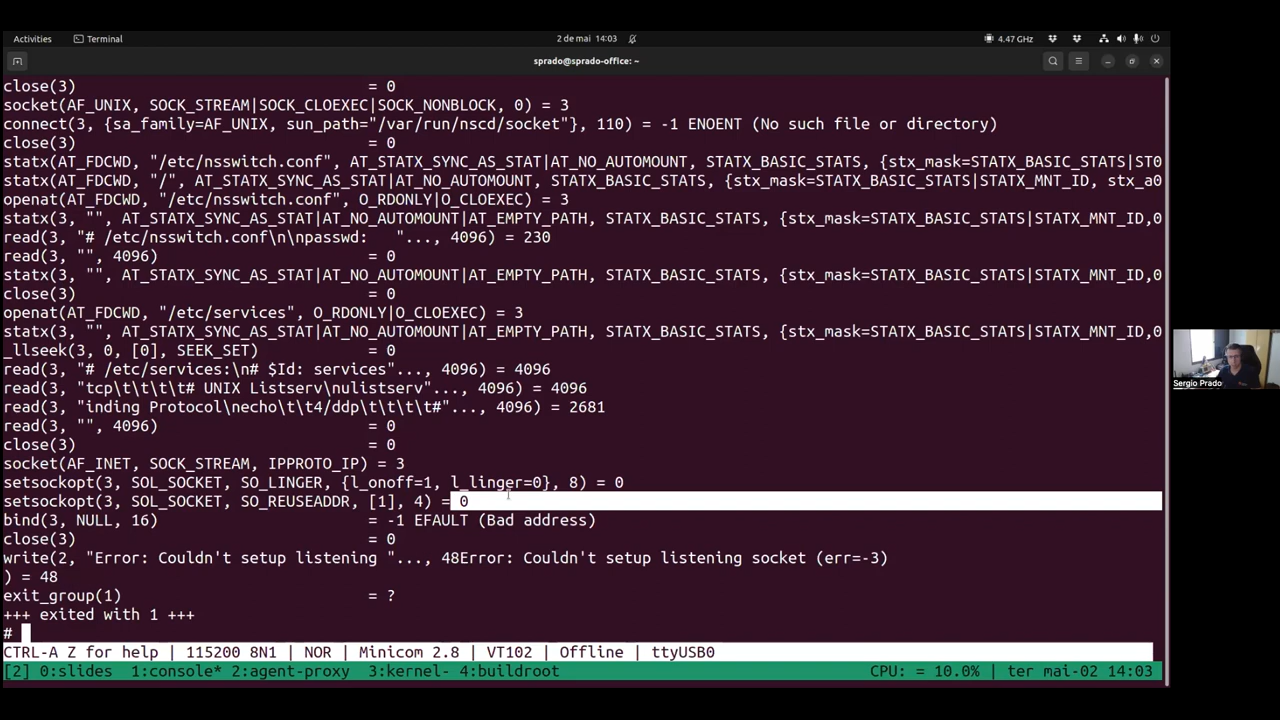 Activities Terminal 2 de mai 14:03 4.47 GHz
sprado@sprado-office: ~
close(3) = 0
socket(AF_UNIX, SOCK_STREAM|SOCK_CLOEXEC|SOCK_NONBLOCK, 0) = 3
connect(3, {sa_family=AF_UNIX, sun_path="/var/run/nscd/socket"}, 110) = -1 ENOENT (No such file or directory)
close(3) = 0
statx(AT_FDCWD, "/etc/nsswitch.conf", AT_STATX_SYNC_AS_STAT|AT_NO_AUTOMOUNT, STATX_BASIC_STATS, {stx_mask=STATX_BASIC_STATS|ST0
statx(AT_FDCWD, "/", AT_STATX_SYNC_AS_STAT|AT_NO_AUTOMOUNT, STATX_BASIC_STATS, {stx_mask=STATX_BASIC_STATS|STATX_MNT_ID, stx_a0
openat(AT_FDCWD, "/etc/nsswitch.conf", O_RDONLY|O_CLOEXEC) = 3
statx(3, "", AT_STATX_SYNC_AS_STAT|AT_NO_AUTOMOUNT|AT_EMPTY_PATH, STATX_BASIC_STATS, {stx_mask=STATX_BASIC_STATS|STATX_MNT_ID,0
read(3, "# /etc/nsswitch.conf\n\npasswd:   "..., 4096) = 230
read(3, "", 4096) = 0
statx(3, "", AT_STATX_SYNC_AS_STAT|AT_NO_AUTOMOUNT|AT_EMPTY_PATH, STATX_BASIC_STATS, {stx_mask=STATX_BASIC_STATS|STATX_MNT_ID,0
close(3) = 0
openat(AT_FDCWD, "/etc/services", O_RDONLY|O_CLOEXEC) = 3
statx(3, "", AT_STATX_SYNC_AS_STAT|AT_NO_AUTOMOUNT|AT_EMPTY_PATH, STATX_BASIC_STATS, {stx_mask=STATX_BASIC_STATS|STATX_MNT_ID,0
_llseek(3, 0, [0], SEEK_SET) = 0
read(3, "# /etc/services:\n# $Id: services"..., 4096) = 4096
read(3, "tcp\t\t\t\t# UNIX Listserv\nulistserv"..., 4096) = 4096
read(3, "inding Protocol\necho\t\t4/ddp\t\t\t\t#"..., 4096) = 2681
read(3, "", 4096) = 0
close(3) = 0
socket(AF_INET, SOCK_STREAM, IPPROTO_IP) = 3
setsockopt(3, SOL_SOCKET, SO_LINGER, {l_onoff=1, l_linger=0}, 8) = 0
setsockopt(3, SOL_SOCKET, SO_REUSEADDR, [1], 4) = 0
bind(3, NULL, 16) = -1 EFAULT (Bad address)
close(3) = 0
write(2, "Error: Couldn't setup listening "..., 48Error: Couldn't setup listening socket (err=-3)
) = 48
exit_group(1) = ?
+++ exited with 1 +++
#
CTRL-A Z for help | 115200 8N1 | NOR | Minicom 2.8 | VT102 | Offline | ttyUSB0
[2] 0:slides 1:console* 2:agent-proxy 3:kernel- 4:buildroot CPU: = 10.0% | ter mai-02 14:03
Sergio Prado